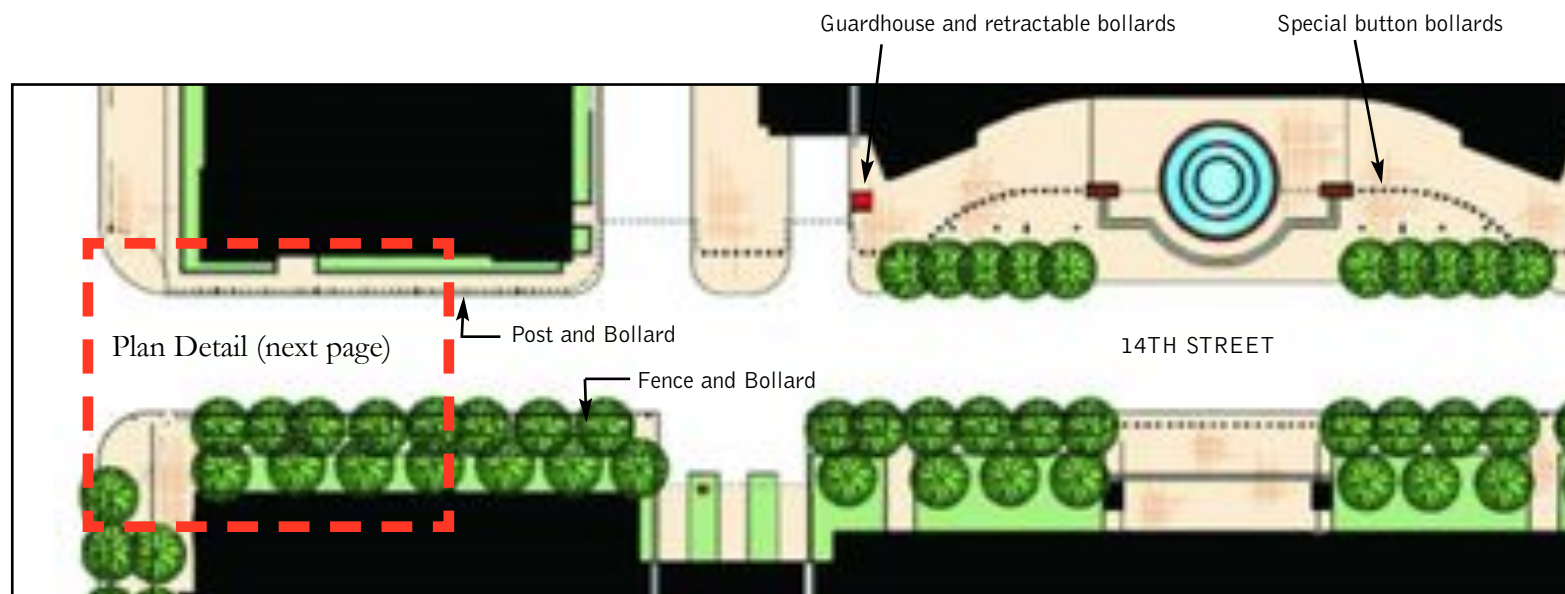 Guardhouse and retractable bollards
Special button bollards
Post and Bollard
Plan Detail (next page)
14TH STREET
Fence and Bollard